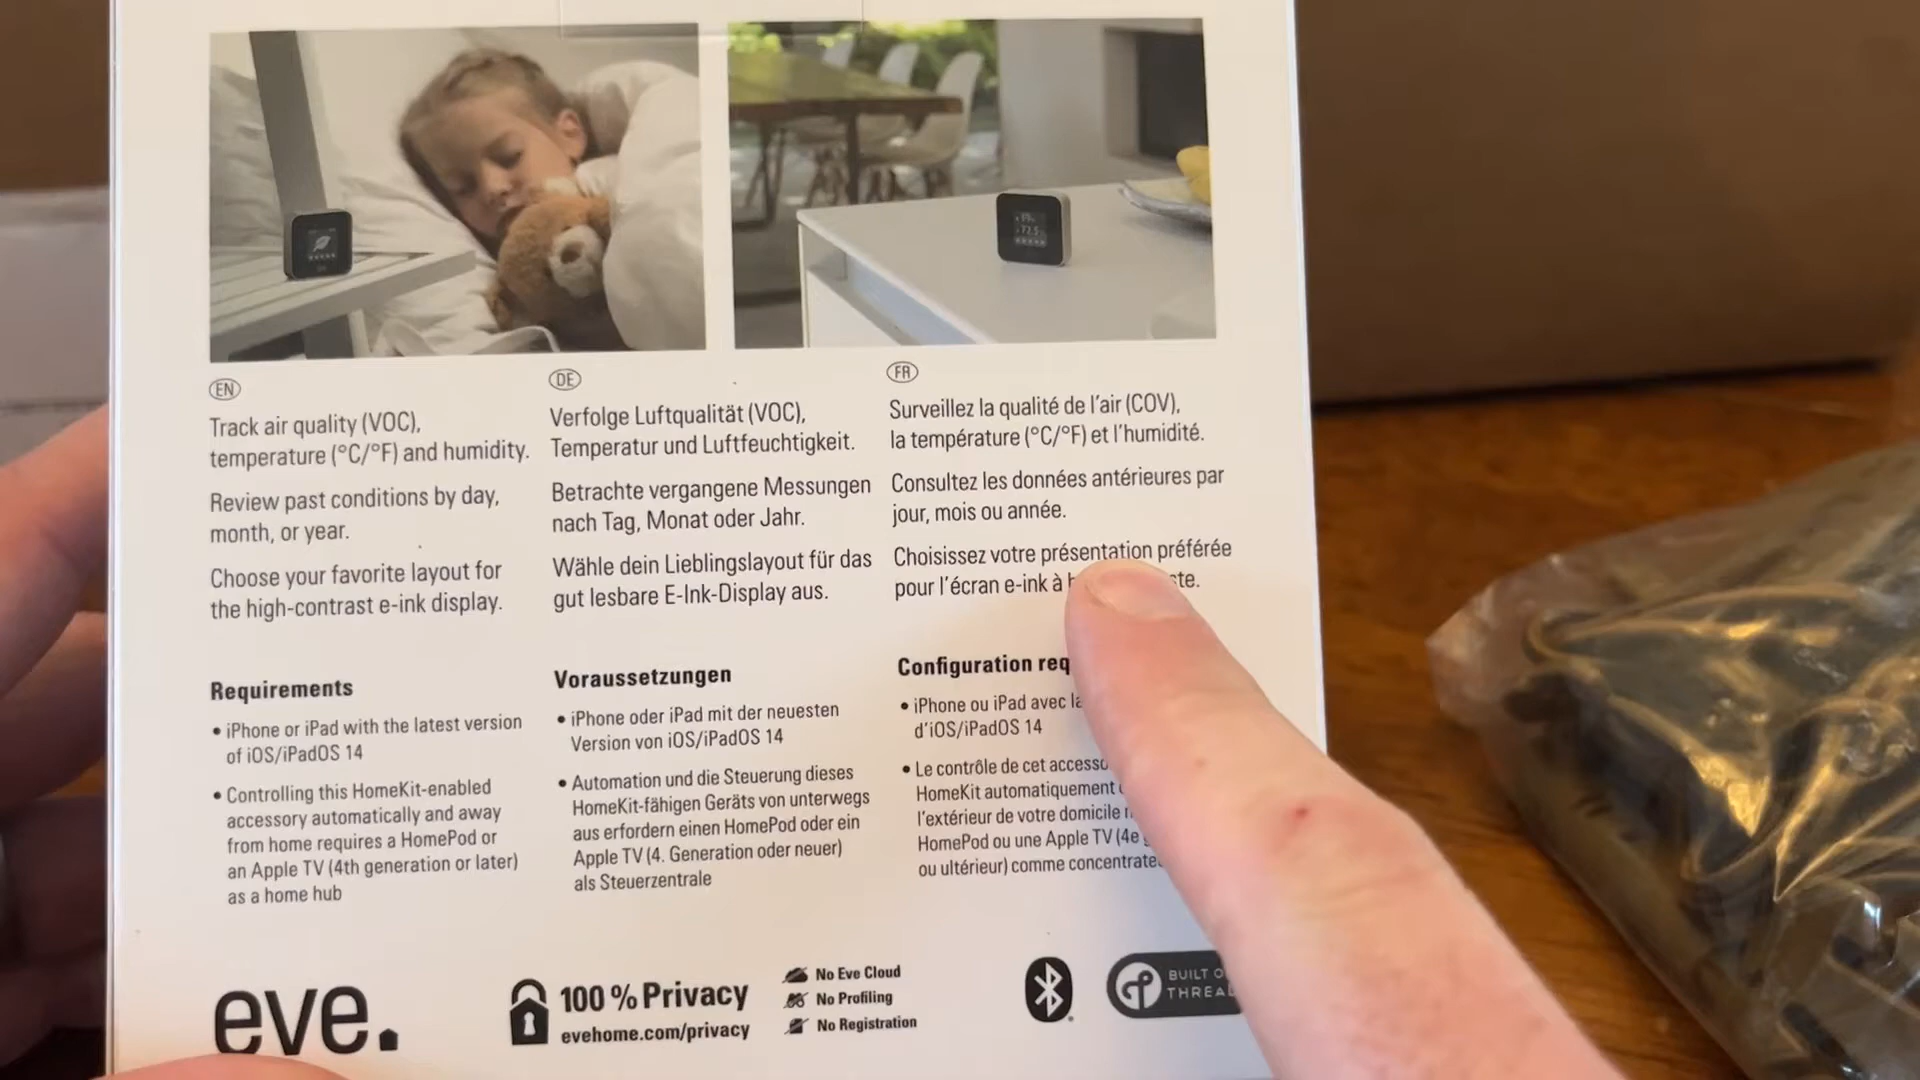 EN
Track air quality (VOC),
temperature (°C/°F) and humidity.
Review past conditions by day,
month, or year.
Choose your favorite layout for
the high-contrast e-ink display.
Requirements
• iPhone or iPad with the latest version
of iOS/iPadOS 14
• Controlling this HomeKit-enabled
accessory automatically and away
from home requires a HomePod or
an Apple TV (4th generation or later)
as a home hub
DE
Verfolge Luftqualität (VOC),
Temperatur und Luftfeuchtigkeit.
Betrachte vergangene Messungen
nach Tag, Monat oder Jahr.
Wähle dein Lieblingslayout für das
gut lesbare E-Ink-Display aus.
Voraussetzungen
• iPhone oder iPad mit der neuesten
Version von iOS/iPadOS 14
• Automation und die Steuerung dieses
HomeKit-fähigen Geräts von unterwegs
aus erfordern einen HomePod oder ein
Apple TV (4. Generation oder neuer)
als Steuerzentrale
FR
Surveillez la qualité de l'air (COV),
la température (°C/°F) et l'humidité.
Consultez les données antérieures par
jour, mois ou année.
Choisissez votre présentation préférée
pour l'écran e-ink à
Configuration
• iPhone ou iPad avec
d'iOS/iPadOS 14
• Le contrôle de cet
HomeKit automatiquement
l'extérieur de votre domicile
HomePod ou une Apple TV (4e
ou ultérieur) comme
eve.
100 % Privacy
evehome.com/privacy
No Eve Cloud
No Profiling
No Registration
BUILT